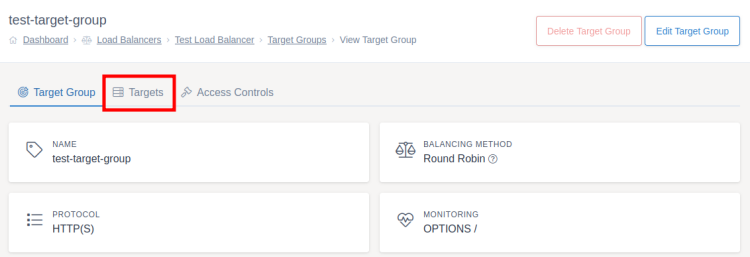 test-target-group
Dashboard › Load Balancers › Test Load Balancer › Target Groups › View Target Group
Delete Target Group
Edit Target Group
Target Group
Targets
Access Controls
NAME
test-target-group
BALANCING METHOD
Round Robin
PROTOCOL
HTTP(S)
MONITORING
OPTIONS /